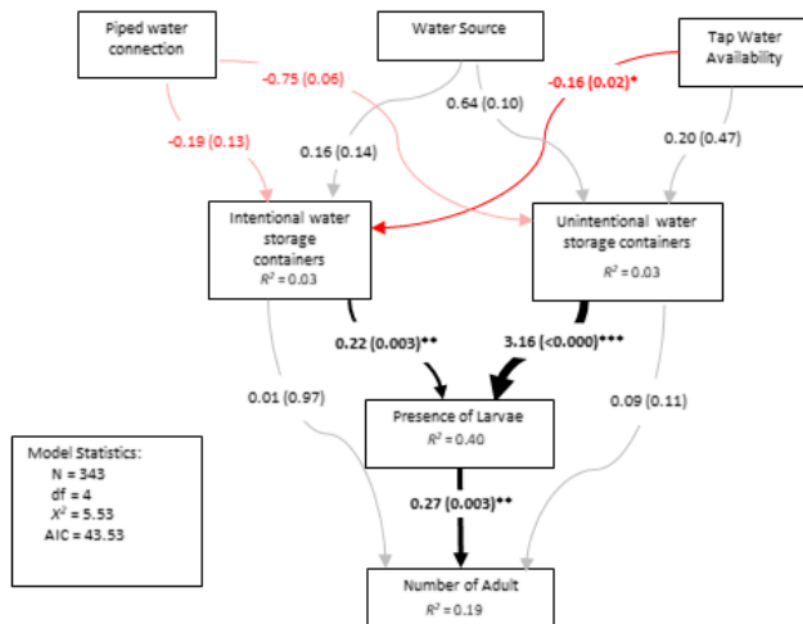 Piped water
connection
Water Source
Tap Water
Availability
-0.75 (0.06)
-0.16 (0.02)*
0.64 (0.10)
-0.19 (0.13)
0.16 (0.14)
0.20 (0.47)
Intentional water
storage
containers
R² = 0.03
Unintentional water
storage containers
R² = 0.03
0.22 (0.003)**
3.16 (<0.000)***
0.01 (0.97)
0.09 (0.11)
Presence of Larvae
R² = 0.40
Model Statistics:
N = 343
df = 4
X² = 5.53
AIC = 43.53
0.27 (0.003)**
Number of Adult
R² = 0.19